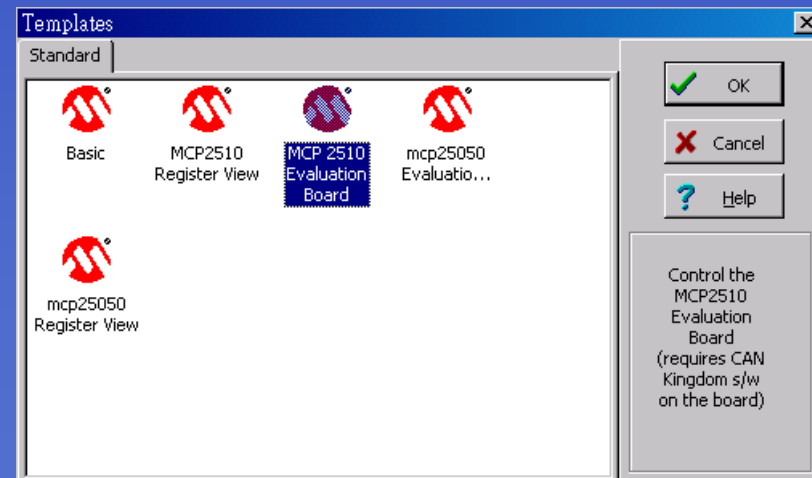 Templates
Standard
Basic
MCP2510
Register View
MCP 2510
Evaluation
Board
mcp25050
Evaluatio...
mcp25050
Register View
OK
Cancel
Help
Control the
MCP2510
Evaluation
Board
(requires CAN
Kingdom s/w
on the board)